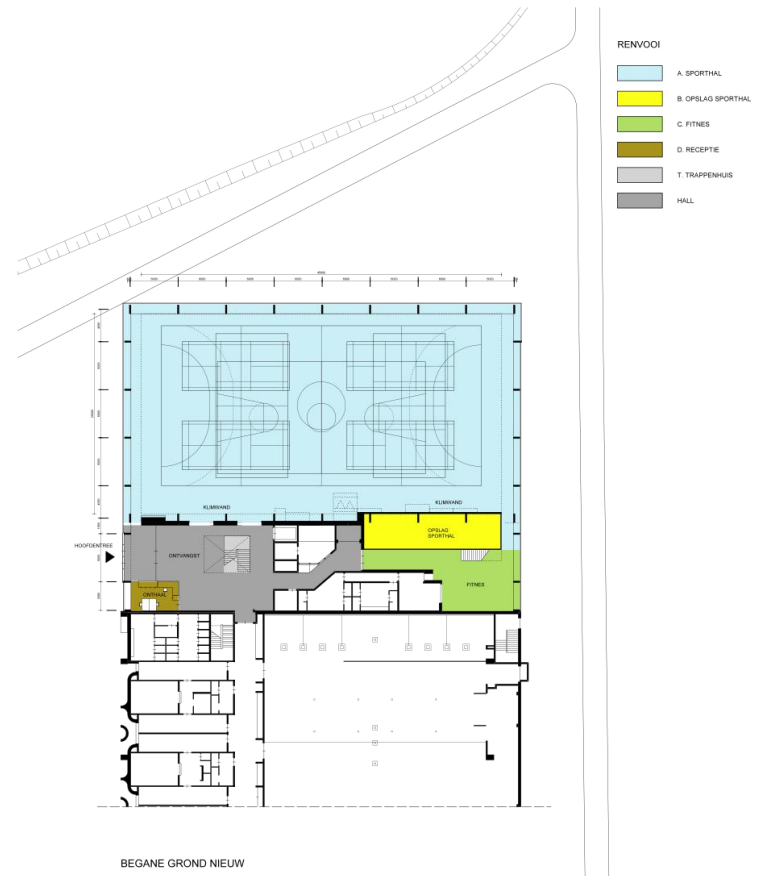 RENVOOI
A. SPORTHAL
B. OPSLAG SPORTHAL
C. FITNES
D. RECEPTIE
T. TRAPPENHUIS
HALL
KLIMWAND
KLIMWAND
OPSLAG
SPORTHAL
HOOFDENTREE
ONTVANGST
FITNES
ONTHAAL
BEGANE GROND NIEUW